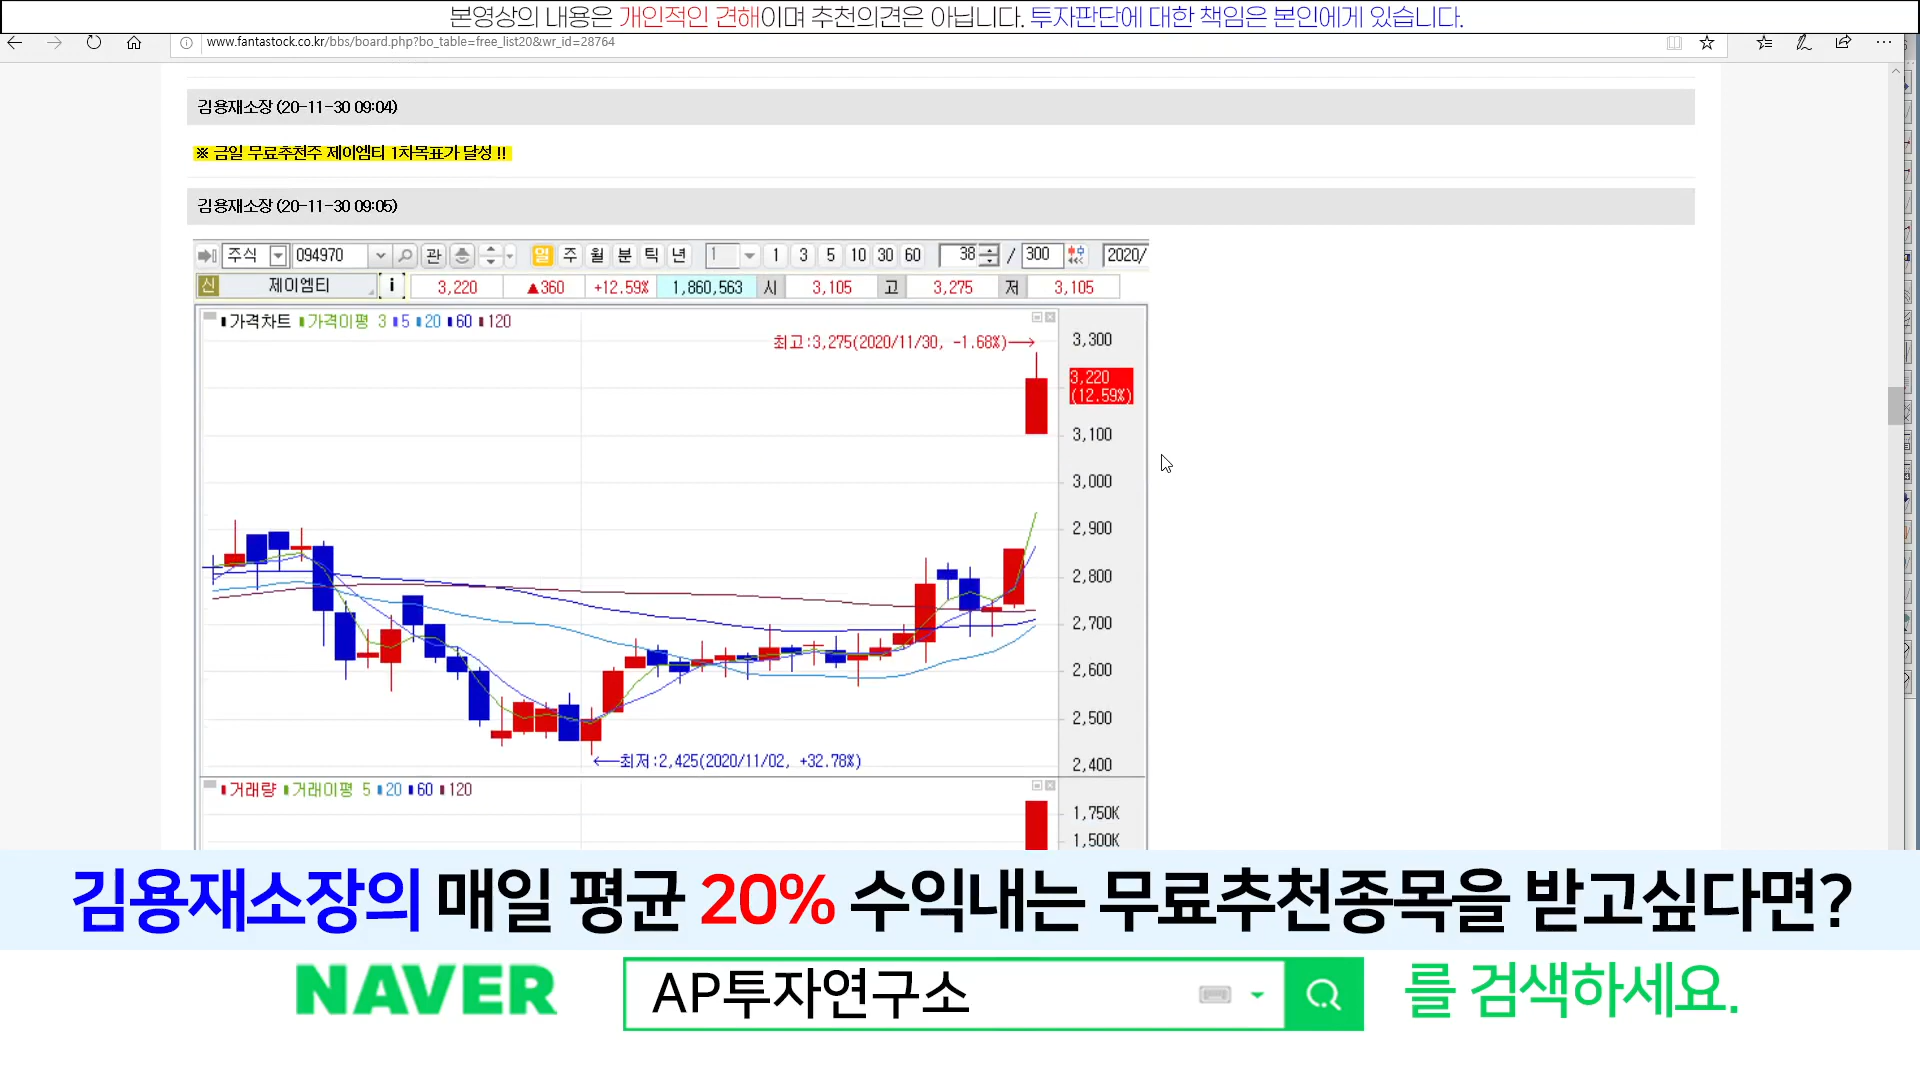 본영상의 내용은 개인적인 견해이며 추천의견은 아닙니다. 투자판단에 대한 책임은 본인에게 있습니다.
www.fantastock.co.kr/bbs/board.php?bo_table=free_list20&wr_id=28764
김용재소장 (20-11-30 09:04)
※ 금일 무료추천주 제이엠티 1차목표가 달성 !!
김용재소장 (20-11-30 09:05)
주식 094970 관 일 주 월 분 틱 년 1 1 3 5 10 30 60 38 / 300 2020/
신 제이엠티 i 3,220 ▲360 +12.59% 1,860,563 시 3,105 고 3,275 저 3,105
가격차트 가격이평 3 5 20 60 120
최고:3,275(2020/11/30, -1.68%)→
3,300
3,220
(12.59%)
3,100
3,000
2,900
2,800
2,700
2,600
2,500
←최저:2,425(2020/11/02, +32.78%)
2,400
거래량 거래이평 5 20 60 120
1,750K
1,500K
김용재소장의 매일 평균 20% 수익내는 무료추천종목을 받고싶다면?
NAVER AP투자연구소 를 검색하세요.